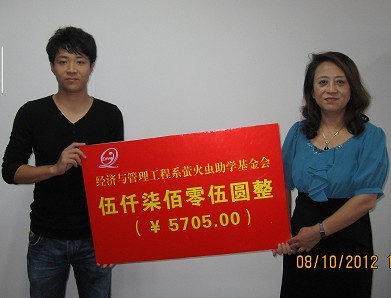 经济与管理工程系萤火虫助学基金会
伍仟柒佰零伍圆整
(￥5705.00)
08/10/2012 1